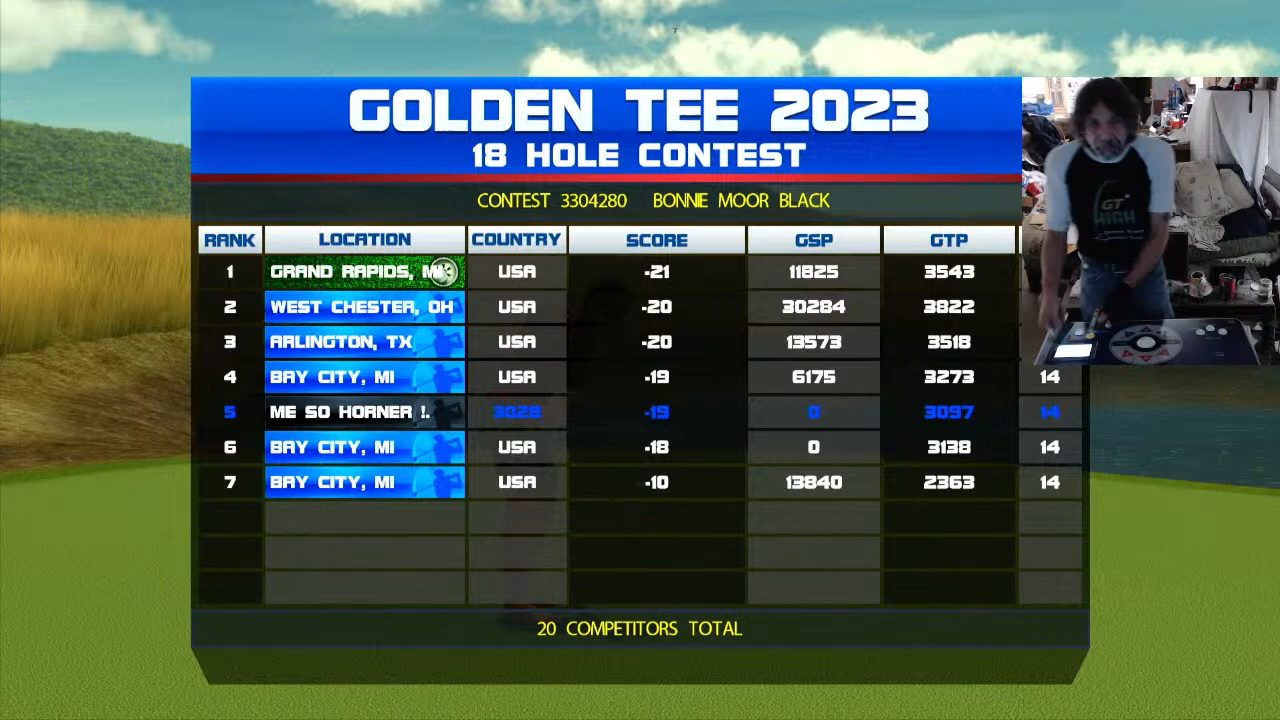 GOLDEN TEE 2023
18 HOLE CONTEST
CONTEST 3304280 BONNIE MOOR BLACK
RANK LOCATION COUNTRY SCORE GSP GTP
1 GRAND RAPIDS, MI USA -21 11825 3543
2 WEST CHESTER, OH USA -20 30284 3822
3 ARLINGTON, TX USA -20 13573 3518
4 BAY CITY, MI USA -19 6175 3273 14
5 ME SO HORNER !. 3028 -19 0 3097 14
6 BAY CITY, MI USA -18 0 3138 14
7 BAY CITY, MI USA -10 13840 2363 14
20 COMPETITORS TOTAL
GT
HIGH